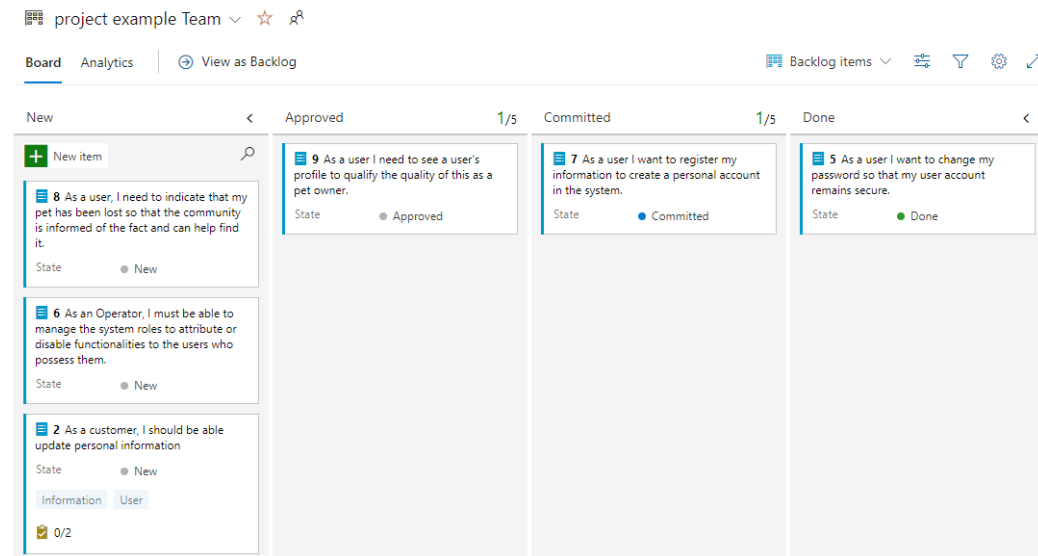 project example Team
Board Analytics View as Backlog
Backlog items
New
New item
8 As a user, I need to indicate that my
pet has been lost so that the community
is informed of the fact and can help find
it.
State New
6 As an Operator, I must be able to
manage the system roles to attribute or
disable functionalities to the users who
possess them.
State New
2 As a customer, I should be able
update personal information
State New
Information User
0/2
Approved 1/5
9 As a user I need to see a user's
profile to qualify the quality of this as a
pet owner.
State Approved
Committed 1/5
7 As a user I want to register my
information to create a personal account
in the system.
State Committed
Done
5 As a user I want to change my
password so that my user account
remains secure.
State Done